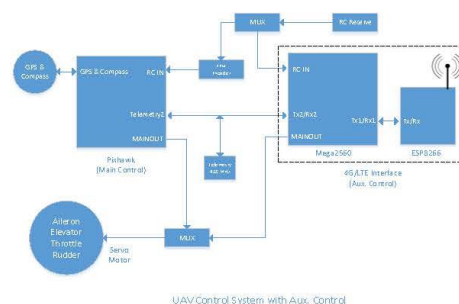 MUX
RC Receive
GPS &
Compass
GPS & Compass
RC IN
RC IN
Telemetry2
Tx2/Rx2
Tx1/Rx1
Tx/Rx
MAINOUT
MAINOUT
Mega2560
ESP8266
Pixhawk
(Main Control)
Telemetry
4G/LTE Interface
(Aux. Control)
Aileron
Elevator
Throttle
Rudder
Servo
Motor
MUX
UAV Control System with Aux. Control